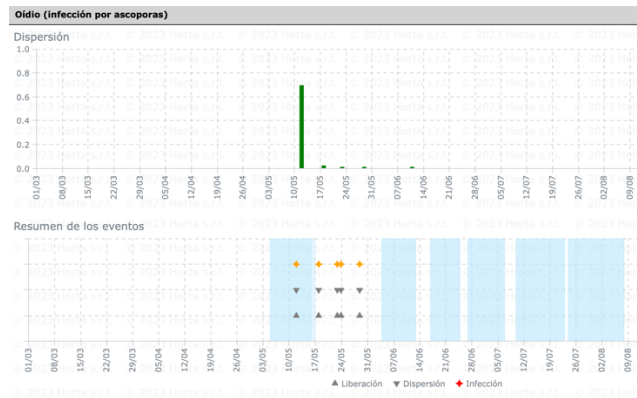 Oídio (infección por ascoporas)
Dispersión
1.0
0.8
0.6
0.4
0.2
0.0
01/03 08/03 15/03 22/03 29/03 05/04 12/04 19/04 26/04 03/05 10/05 17/05 24/05 31/05 07/06 14/06 21/06 28/06 05/07 12/07 19/07 26/07 02/08 09/08
Resumen de los eventos
01/03 08/03 15/03 22/03 29/03 05/04 12/04 19/04 26/04 03/05 10/05 17/05 24/05 31/05 07/06 14/06 21/06 28/06 05/07 12/07 19/07 26/07 02/08 09/08
Liberación Dispersión Infección
© 2023 Horta s.r.l.